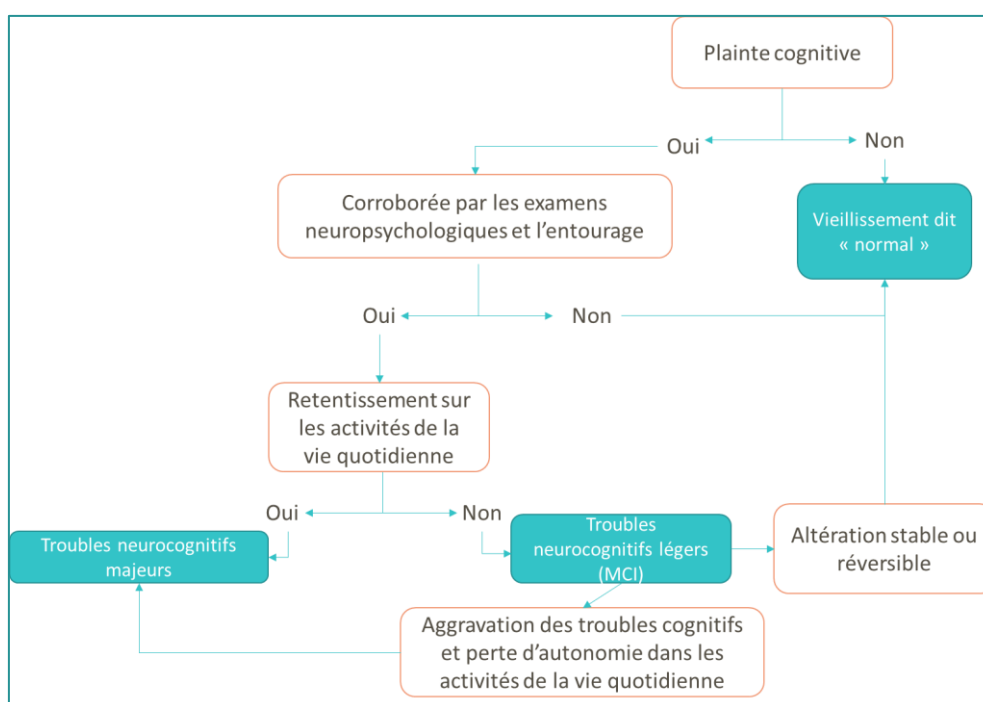 Plainte cognitive
Oui
Non
Corroborée par les examens
neuropsychologiques et l’entourage
Vieillissement dit
« normal »
Oui
Non
Retentissement sur
les activités de la
vie quotidienne
Oui
Non
Troubles neurocognitifs
majeurs
Troubles
neurocognitifs légers
(MCI)
Altération stable ou
réversible
Aggravation des troubles cognitifs
et perte d’autonomie dans les
activités de la vie quotidienne